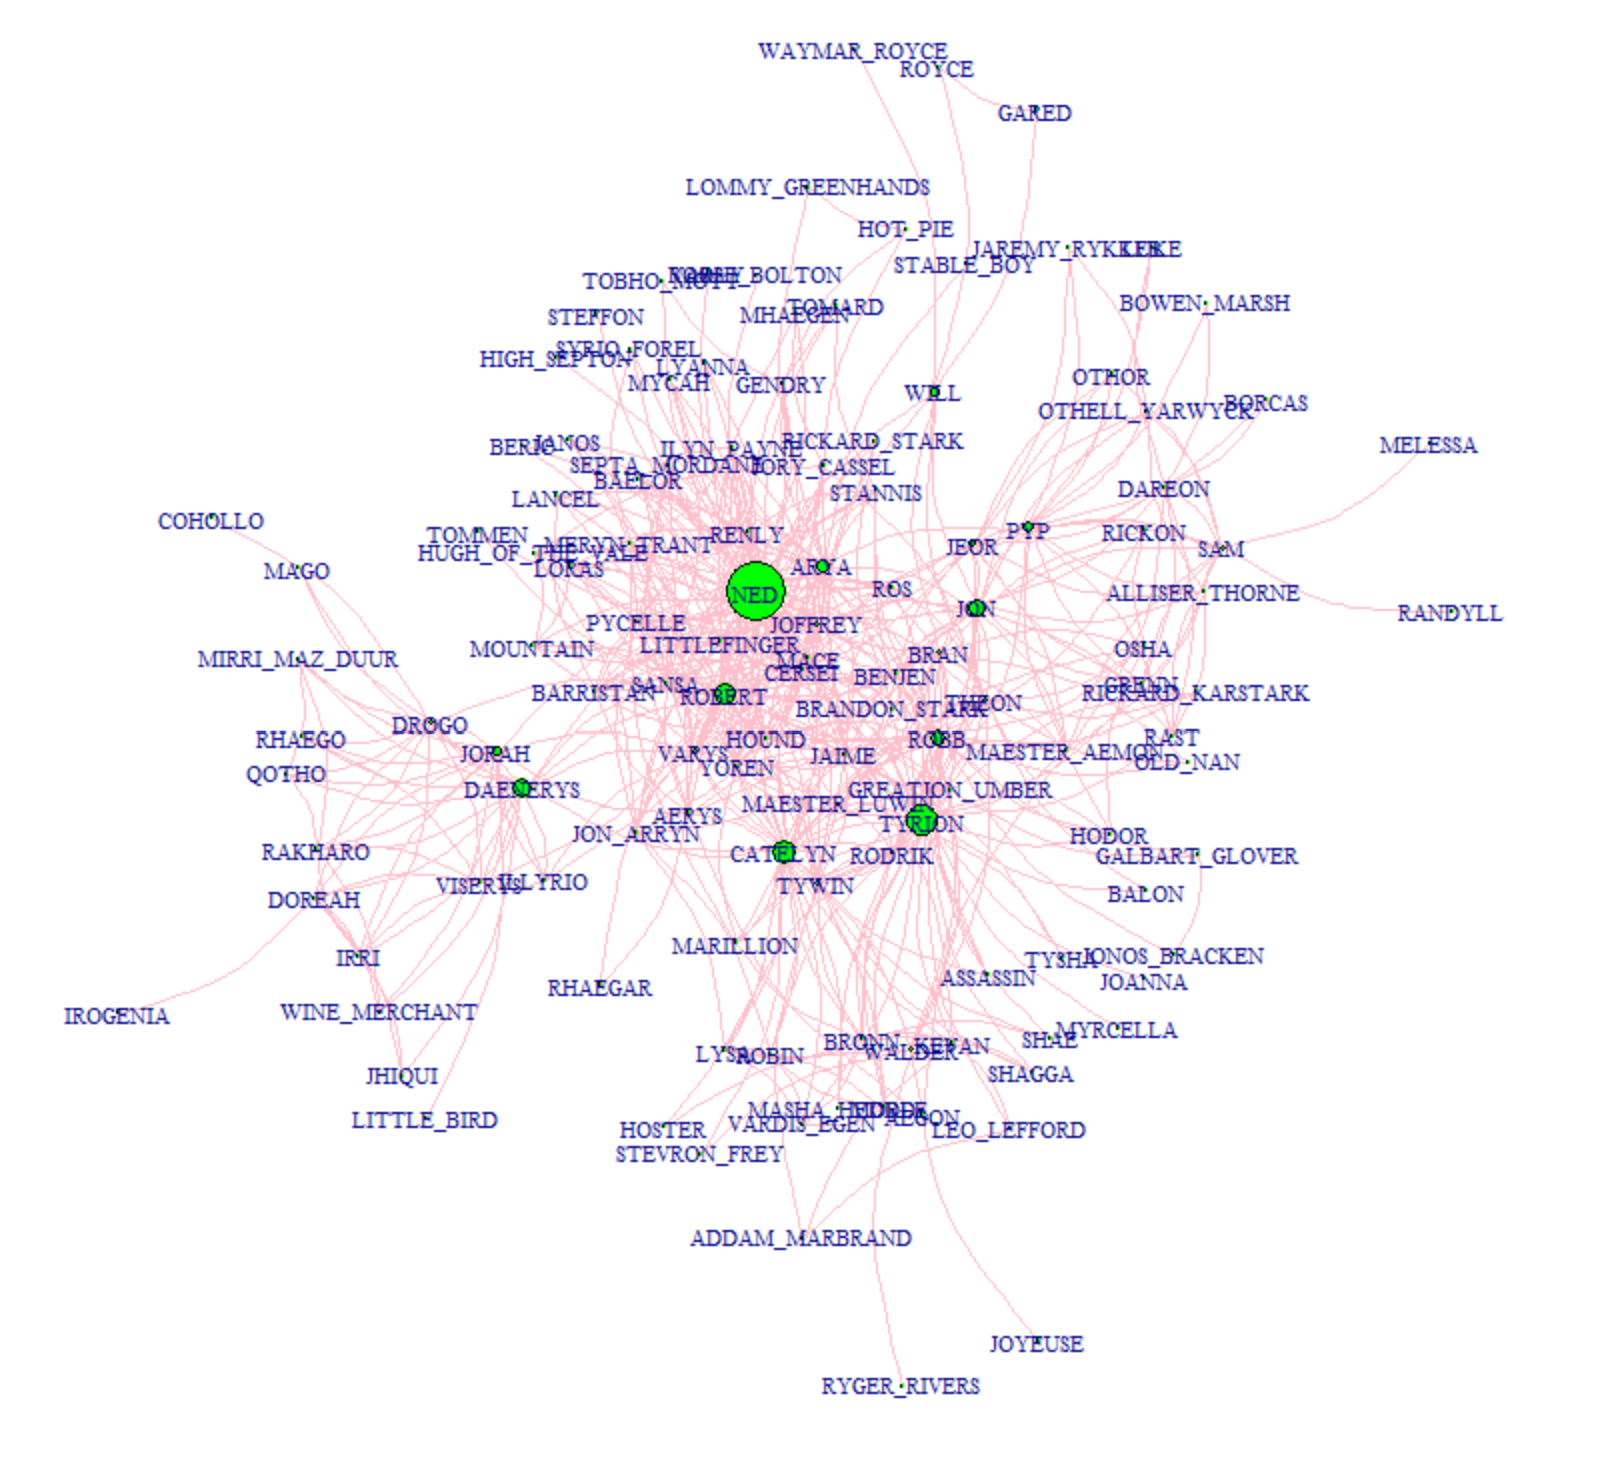 WAYMAR_ROYCE
ROYCE
GARED
LOMMY_GREENHANDS
HOT_PIE
JAREMY_RYKKER
STABLE_BOY
TOBHO_MOTT
BOWEN_MARSH
TOMARD
MHAEGEN
STEFFON
SYRIO_FOREL
HIGH_SEPTON
LYANNA
MYCAH
GENDRY
OTHOR
WILL
BORCAS
OTHELL_YARWYCK
RICKARD_STARK
JANOS
BERIC
MELESSA
ILYN_PAYNE
SEPTA_MORDANE
JORY_CASSEL
BAELOR
DAREON
STANNIS
LANCEL
COHOLLO
PYP
RICKON
TOMMEN
RENLY
MERYN_TRANT
JEOR
SAM
HUGH_OF_THE_VALE
LORAS
ARYA
MAGO
ROS
NED
ALLISER_THORNE
JON
RANDYLL
PYCELLE
JOFFREY
LITTLEFINGER
MOUNTAIN
OSHA
BRAN
MIRRI_MAZ_DUUR
MACE
CERSEI
BENJEN
SANSA
GRENN
BARRISTAN
ROBERT
RICKARD_KARSTARK
THEON
BRANDON_STARK
DROGO
RHAEGO
HOUND
ROBB
RAST
JORAH
VARYS
JAIME
MAESTER_AEMON
OLD_NAN
YOREN
QOTHO
DAENERYS
GREATJON_UMBER
MAESTER_LUWIN
AERYS
TYRION
JON_ARRYN
HODOR
RAKHARO
CATELYN
RODRIK
GALBART_GLOVER
VISERYS
ILLYRIO
TYWIN
BALON
DOREAH
MARILLION
IRRI
TYSHA
JONOS_BRACKEN
ASSASSIN
JOANNA
RHAEGAR
IROGENIA
WINE_MERCHANT
MYRCELLA
BRONN
SHAE
KEVAN
WALDER
LYSA
ROBIN
JHIQUI
SHAGGA
MASHA_HEDDLE
LITTLE_BIRD
VARDIS_EGEN
HOSTER
LEO_LEFFORD
STEVRON_FREY
ADDAM_MARBRAND
JOYEUSE
RYGER_RIVERS